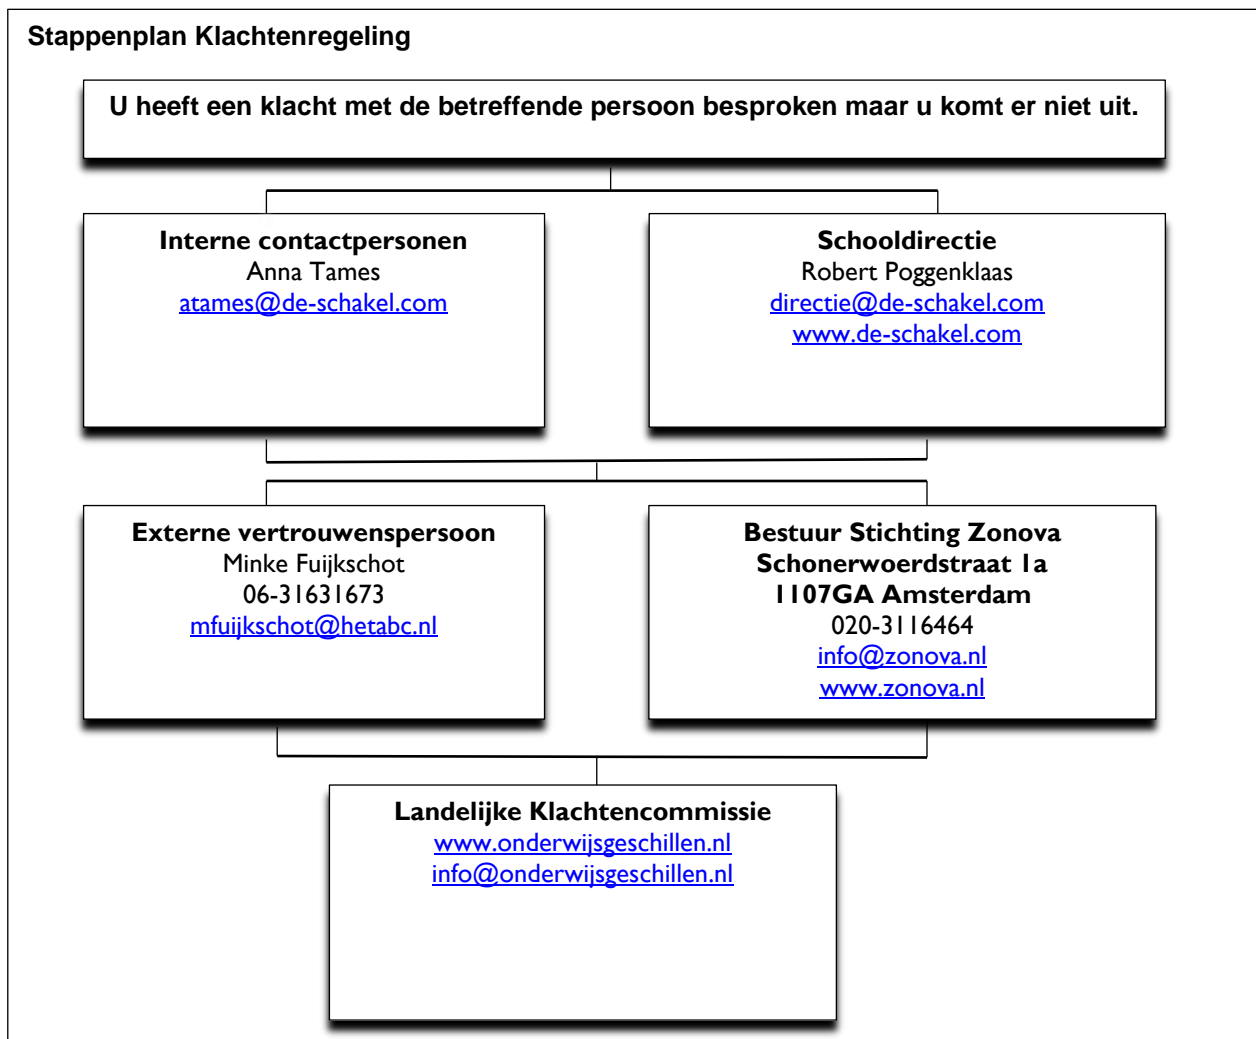 Stappenplan Klachtenregeling
U heeft een klacht met de betreffende persoon besproken maar u komt er niet uit.
Interne contactpersonen
Anna Tames
atames@de-schakel.com
Schooldirectie
Robert Poggenklaas
directie@de-schakel.com
www.de-schakel.com
Externe vertrouwenspersoon
Minke Fuijkschot
06-31631673
mfuijkschot@hetabc.nl
Bestuur Stichting Zonova
Schonerwoerdstraat 1a
1107GA Amsterdam
020-3116464
info@zonova.nl
www.zonova.nl
Landelijke Klachtencommissie
www.onderwijsgeschillen.nl
info@onderwijsgeschillen.nl